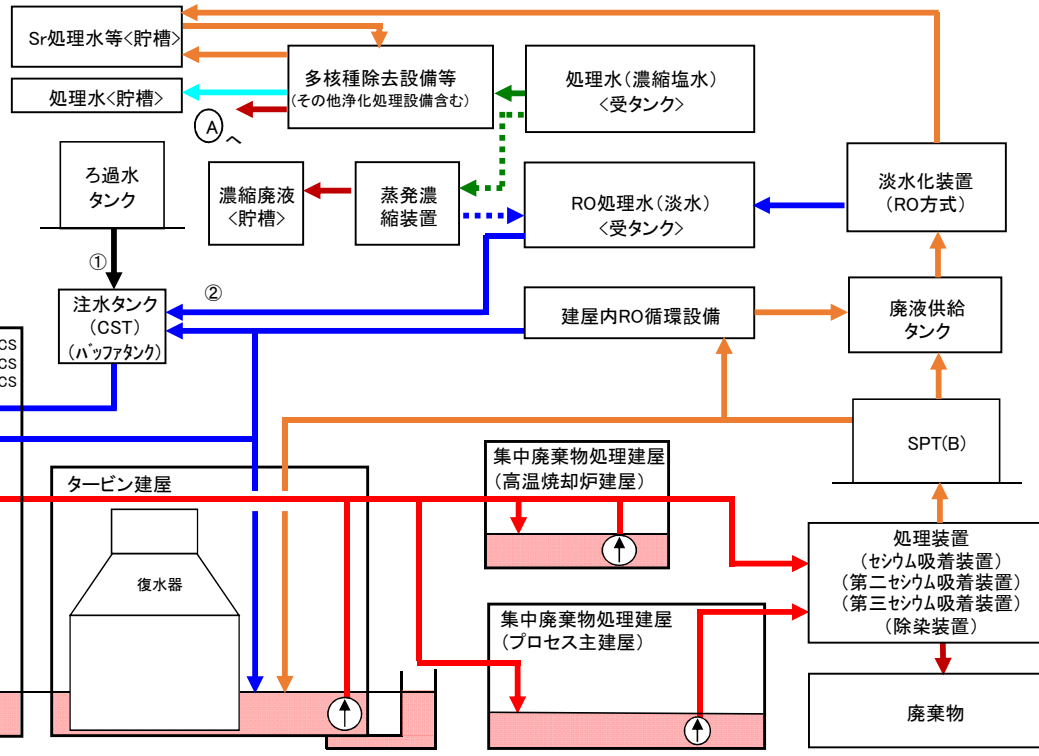 Sr処理水等<貯槽>
処理水<貯槽>
多核種除去設備等
(その他浄化処理設備含む)
処理水(濃縮塩水)
<受タンク>
A
へ
ろ過水
タンク
濃縮廃液
<貯槽>
蒸発濃
縮装置
RO処理水(淡水)
<受タンク>
淡水化装置
(RO方式)
①
②
注水タンク
(CST)
(バッファタンク)
建屋内RO循環設備
廃液供給
タンク
CS
CS
CS
SPT(B)
タービン建屋
復水器
集中廃棄物処理建屋
(高温焼却炉建屋)
集中廃棄物処理建屋
(プロセス主建屋)
処理装置
(セシウム吸着装置)
(第二セシウム吸着装置)
(第三セシウム吸着装置)
(除染装置)
廃棄物